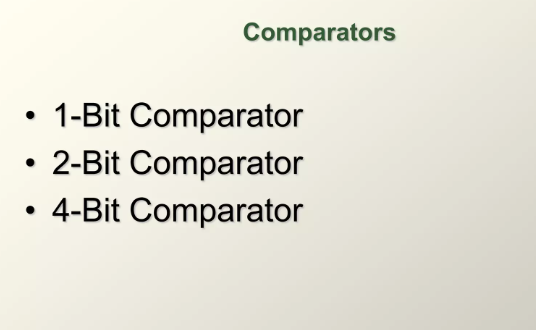 Comparators
• 1-Bit Comparator
• 2-Bit Comparator
• 4-Bit Comparator